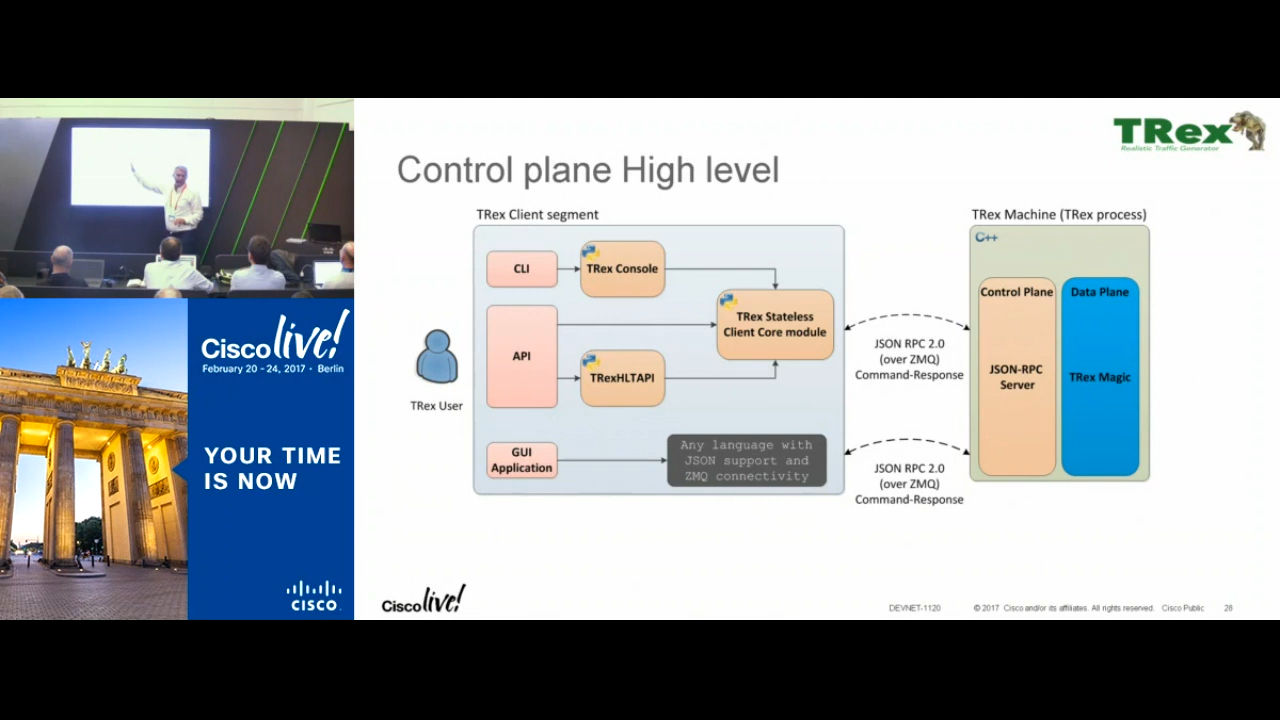 TRex
Realistic Traffic Generator
Control plane High level
TRex Client segment
TRex Machine (TRex process)
C++
CLI
TRex Console
TRex Stateless
Client Core module
API
TRexHLTAPI
GUI
Application
Any language with
JSON support and
ZMQ connectivity
TRex User
JSON RPC 2.0
(over ZMQ)
Command-Response
JSON RPC 2.0
(over ZMQ)
Command-Response
Control Plane
JSON-RPC
Server
Data Plane
TRex Magic
Cisco live!
February 20 - 24, 2017 • Berlin
YOUR TIME
IS NOW
CISCO
Cisco live!
DEVNET-1120
© 2017 Cisco and/or its affiliates. All rights reserved. Cisco Public
28